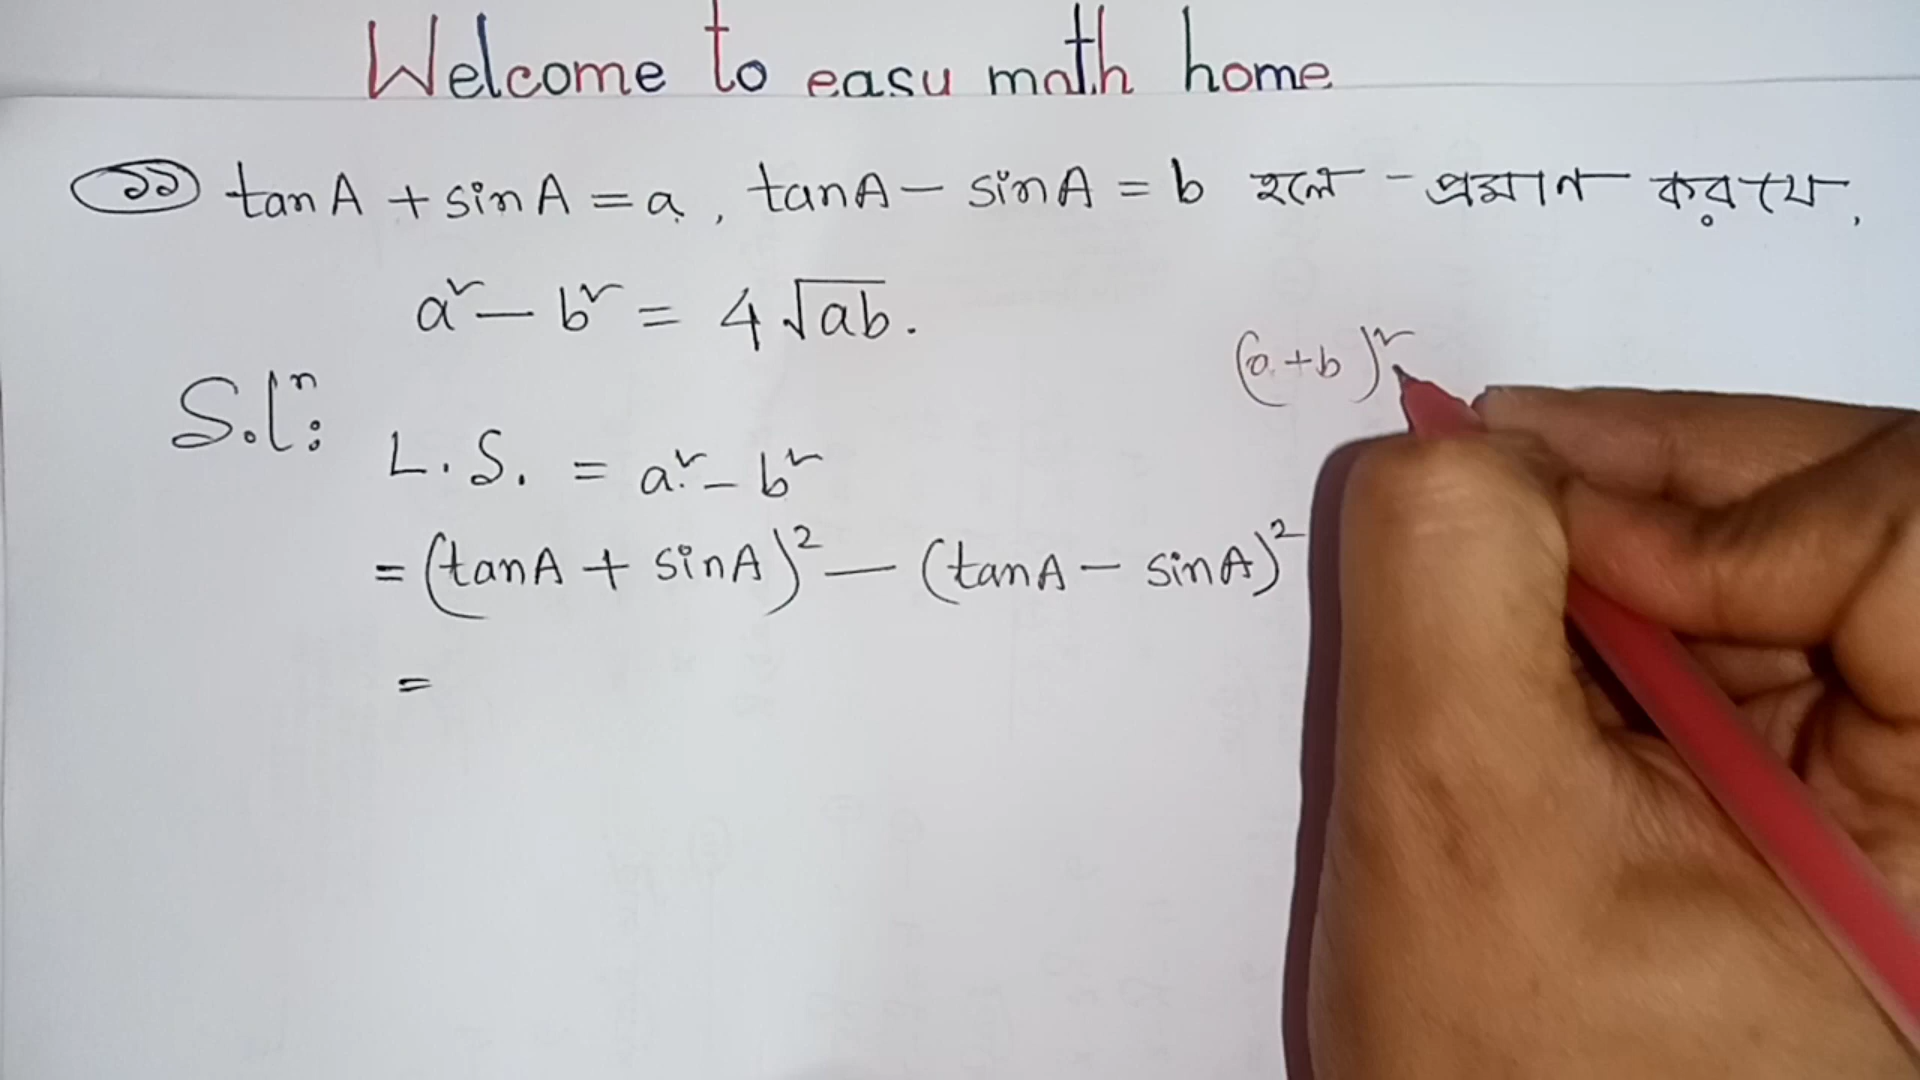 Welcome to easy math home
১১ tanA + sinA = a, tanA − sinA = b হলে - প্রমাণ কর যে,
a² − b² = 4√ab.
(a + b)²
Solⁿ:
L.S. = a² − b²
= (tanA + sinA)² − (tanA − sinA)²
=